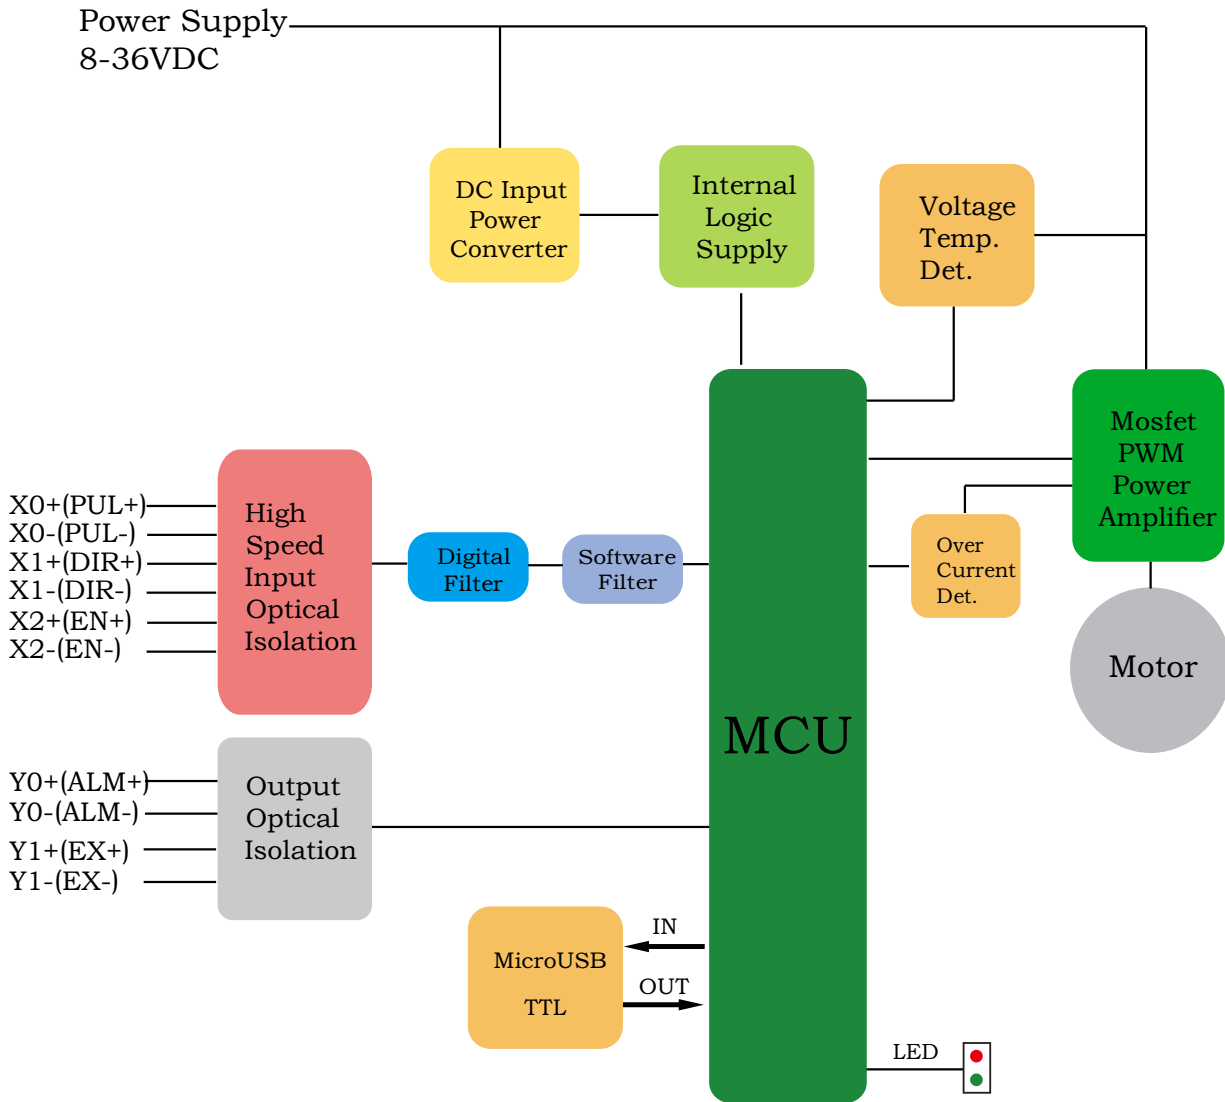 Power Supply
8-36VDC
DC Input
Power
Converter
Internal
Logic
Supply
Voltage
Temp.
Det.
Mosfet
PWM
Power
Amplifier
Over
Current
Det.
Motor
X0+(PUL+)
X0-(PUL-)
X1+(DIR+)
X1-(DIR-)
X2+(EN+)
X2-(EN-)
High
Speed
Input
Optical
Isolation
Digital
Filter
Software
Filter
MCU
Y0+(ALM+)
Y0-(ALM-)
Y1+(EX+)
Y1-(EX-)
Output
Optical
Isolation
MicroUSB
TTL
IN
OUT
LED